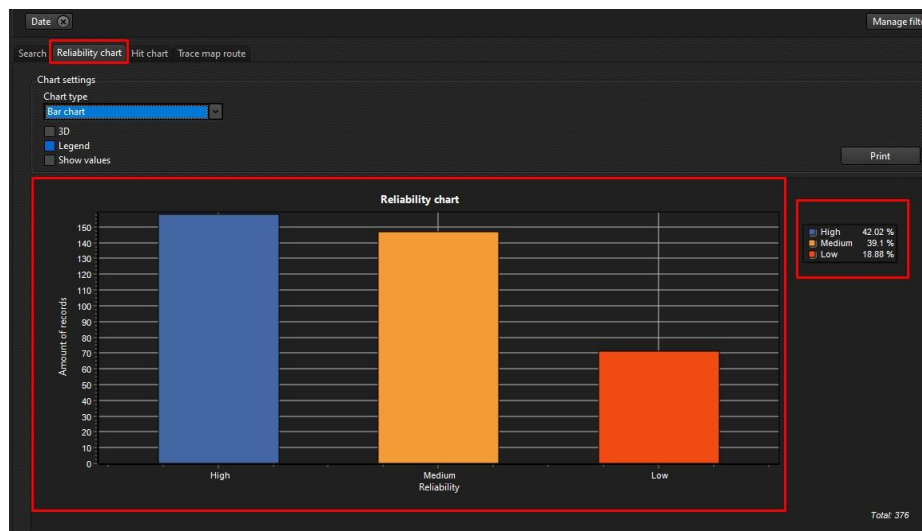 Date
Manage filte
Search Reliability chart Hit chart Trace map route
Chart settings
Chart type
Bar chart
3D
Legend
Show values
Print
Reliability chart
High 42.02 %
Medium 39.1 %
Low 18.88 %
150
140
130
120
110
100
90
80
70
60
50
40
30
20
10
0
Amount of records
High Medium Low
Reliability
Total: 376